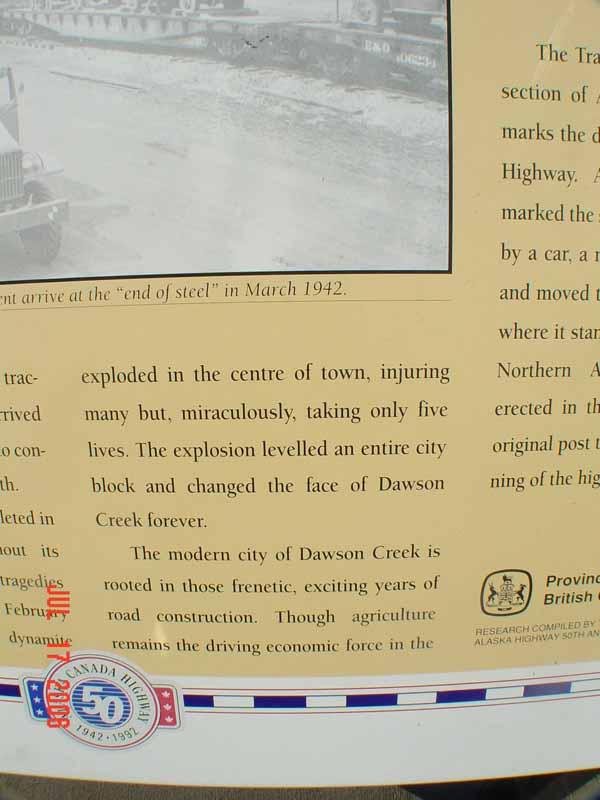 arrive at the “end of steel” in March 1942.
trac-
con-
th.
leted in
out its
tragedies
February
dynamite
exploded in the centre of town, injuring
many but, miraculously, taking only five
lives. The explosion levelled an entire city
block and changed the face of Dawson
Creek forever.
The modern city of Dawson Creek is
rooted in those frenetic, exciting years of
road construction. Though agriculture
remains the driving economic force in the
The Tra
section of
marks the d
Highway. A
marked the
by a car, a
and moved t
where it stan
Northern A
erected in th
original post t
ning of the hig
Provinc
British
RESEARCH COMPILED BY
ALASKA HIGHWAY 50TH AN
CANADA HIGHWAY
50
1942 • 1992
JUL 17 2008